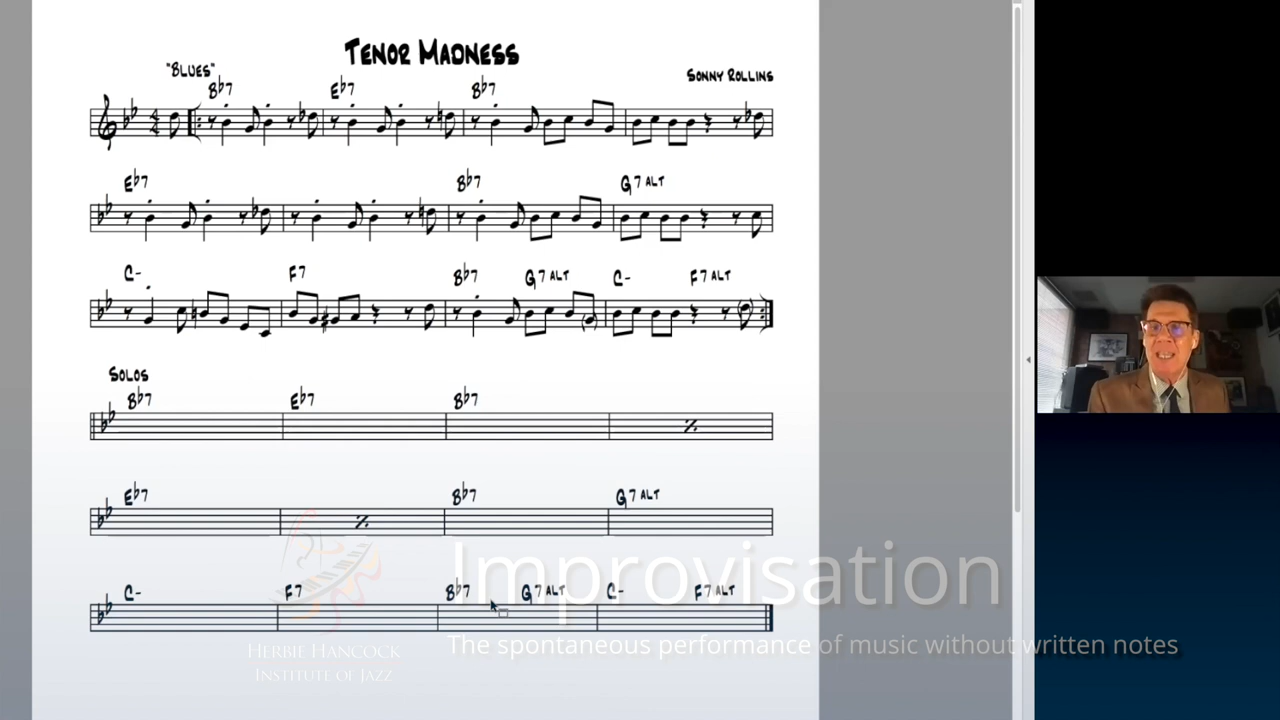 TENOR MADNESS
"BLUES"
SONNY ROLLINS
Bb7 Eb7 Bb7
Eb7 Bb7 G7 ALT
C- F7 Bb7 G7 ALT C- F7 ALT
SOLOS
Bb7 Eb7 Bb7
Eb7 Bb7 G7 ALT
C- F7 Bb7 G7 ALT C- F7 ALT
Improvisation
The spontaneous performance of music without written notes
HERBIE HANCOCK
INSTITUTE OF JAZZ